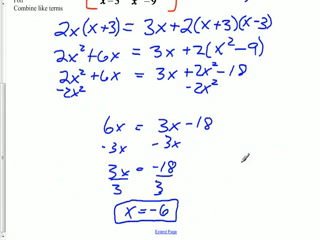 Combine like terms
2x(x+3) = 3x+2(x+3)(x-3)
2x²+6x = 3x+2(x²-9)
2x²+6x = 3x+2x²-18
-2x² -2x²
6x = 3x-18
-3x -3x
3x = -18
3 3
x=-6
Extend Page